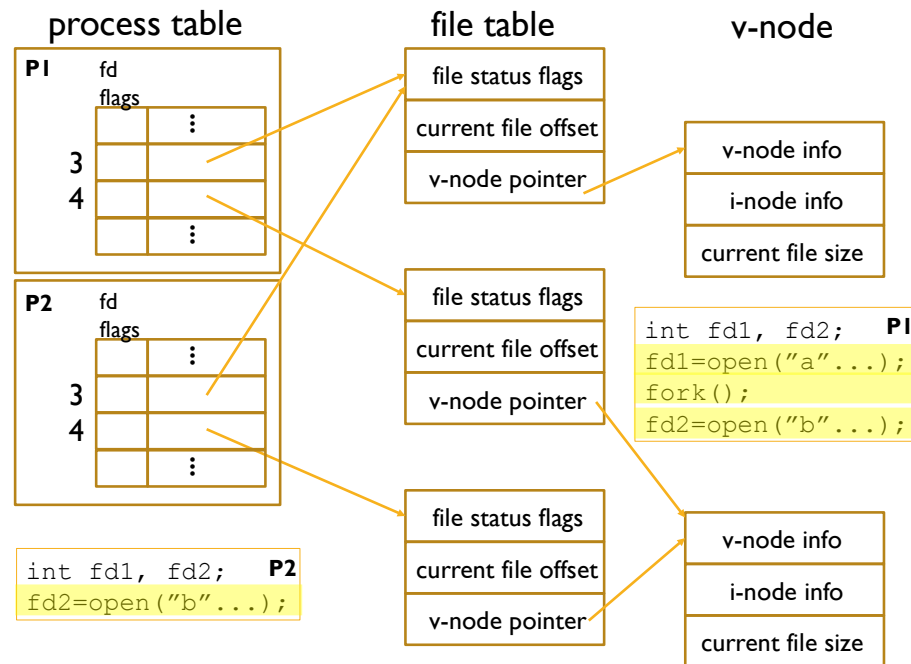 process table
file table
v-node
P1
fd
flags
⋮
3
4
⋮
P2
fd
flags
⋮
3
4
⋮
int fd1, fd2; P2
fd2=open(”b”...);
file status flags
current file offset
v-node pointer
file status flags
current file offset
v-node pointer
file status flags
current file offset
v-node pointer
v-node info
i-node info
current file size
int fd1, fd2; P1
fd1=open(”a”...);
fork();
fd2=open(”b”...);
v-node info
i-node info
current file size